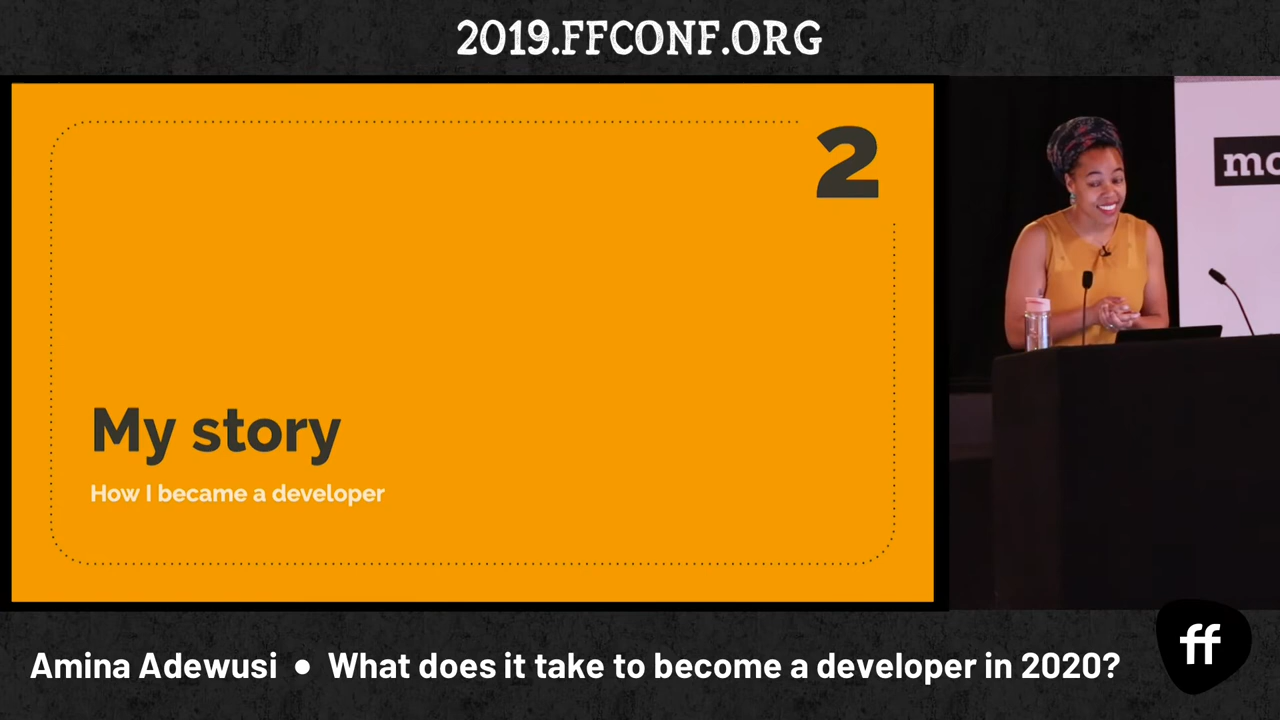 2019.FFCONF.ORG
2
My story
How I became a developer
Amina Adewusi ● What does it take to become a developer in 2020?
ff